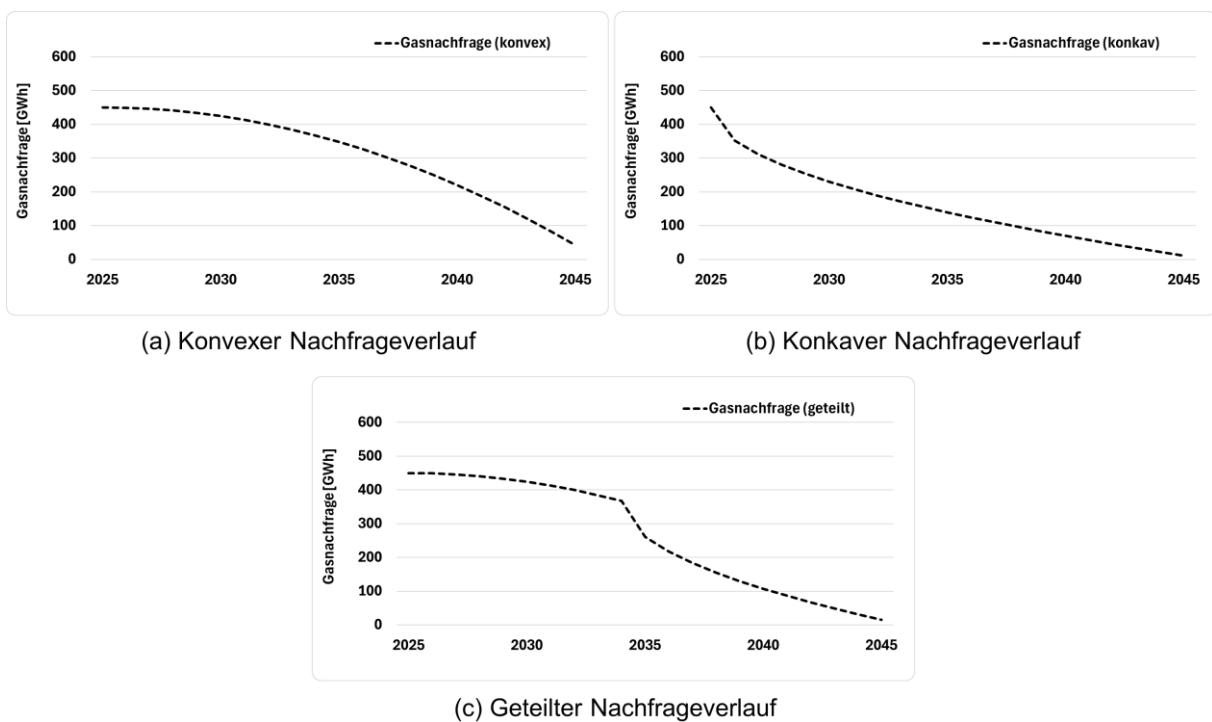 Gasnachfrage (konvex)
Gasnachfrage [GWh]
600
500
400
300
200
100
0
2025 2030 2035 2040 2045
(a) Konvexer Nachfrageverlauf
Gasnachfrage (konkav)
Gasnachfrage [GWh]
600
500
400
300
200
100
0
2025 2030 2035 2040 2045
(b) Konkaver Nachfrageverlauf
Gasnachfrage (geteilt)
Gasnachfrage [GWh]
600
500
400
300
200
100
0
2025 2030 2035 2040 2045
(c) Geteilter Nachfrageverlauf